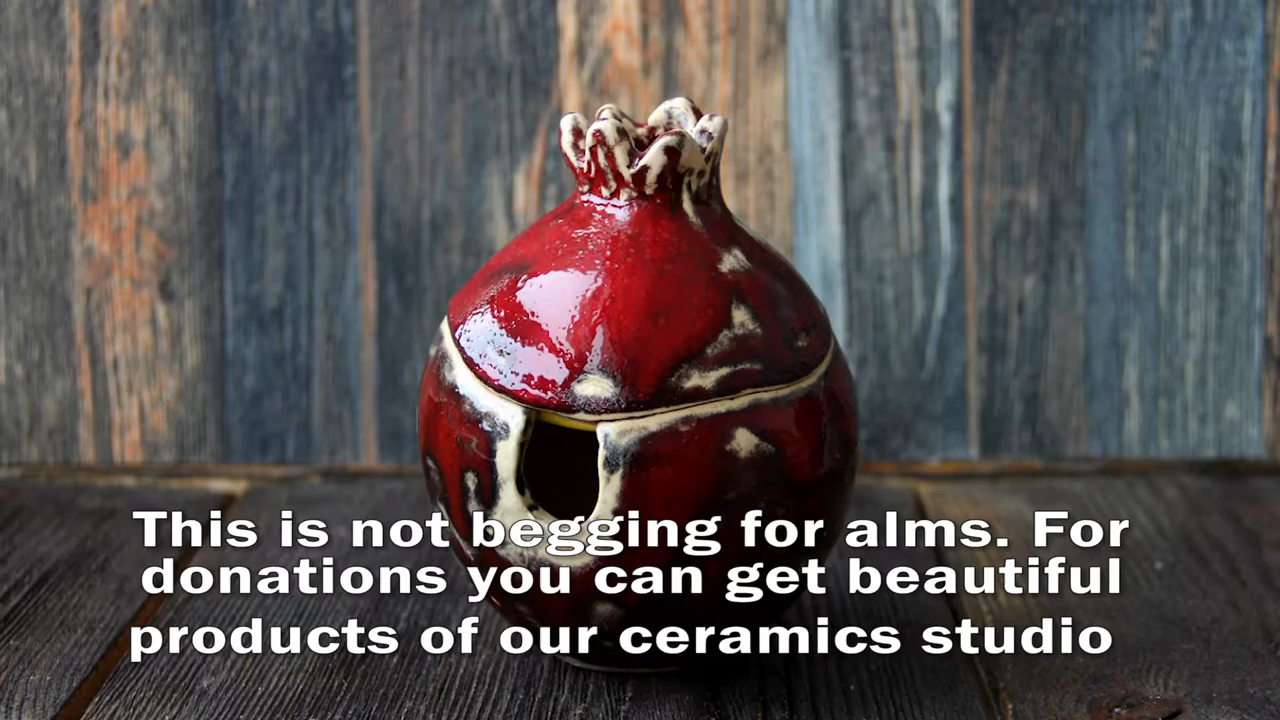 This is not begging for alms. For
donations you can get beautiful
products of our ceramics studio